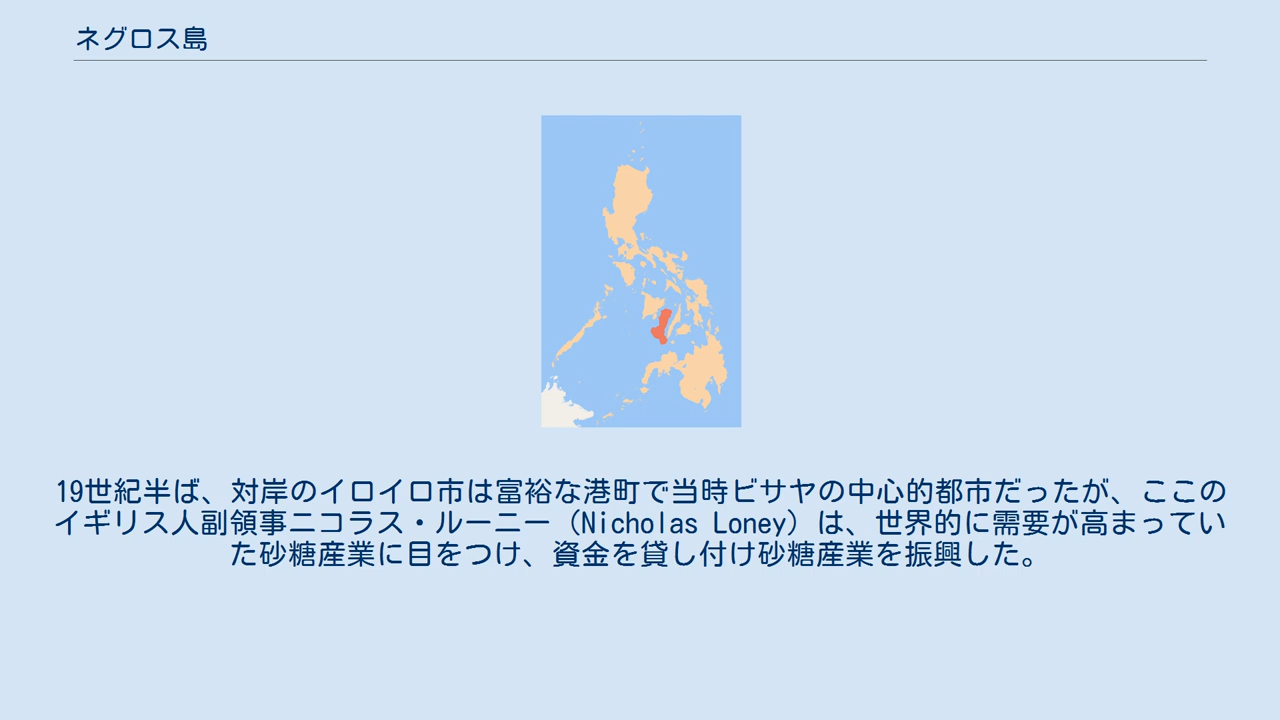 ネグロス島
19世紀半ば、対岸のイロイロ市は富裕な港町で当時ビサヤの中心的都市だったが、ここの
イギリス人副領事ニコラス・ルーニー（Nicholas Loney）は、世界的に需要が高まってい
た砂糖産業に目をつけ、資金を貸し付け砂糖産業を振興した。